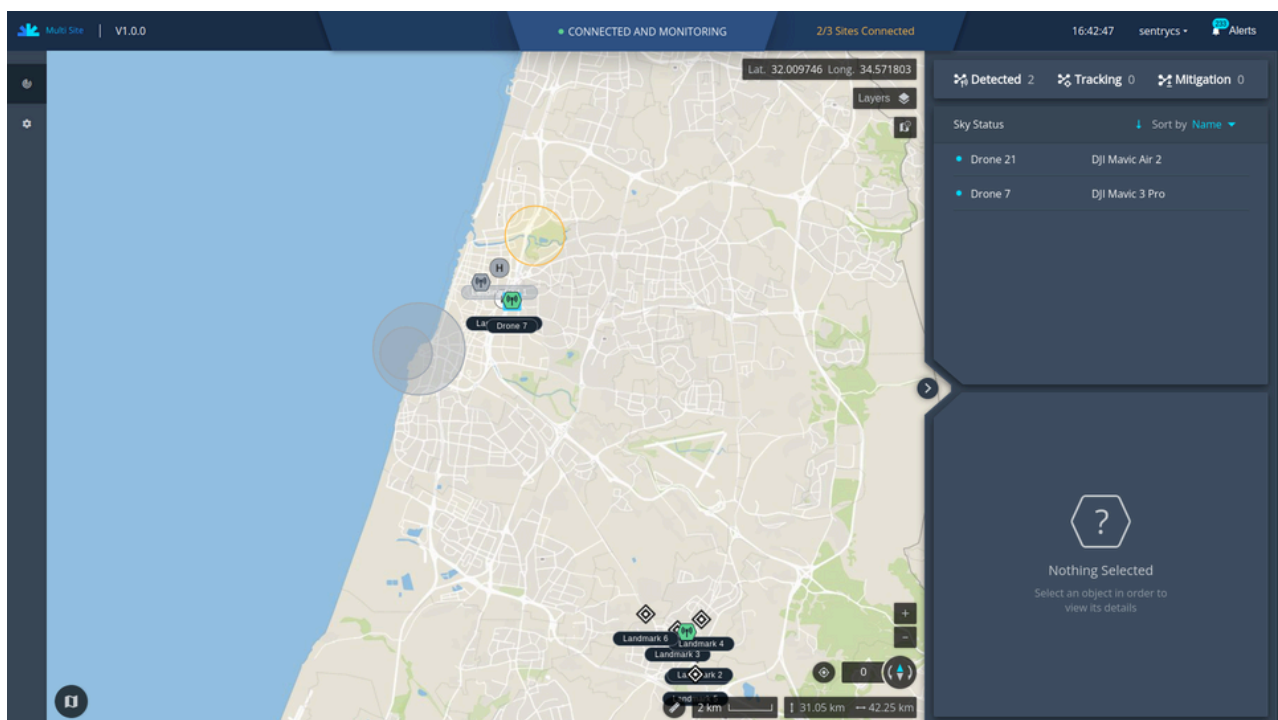 Multi Site | V1.0.0
CONNECTED AND MONITORING
2/3 Sites Connected
16:42:47
sentrycs
233
Alerts
Lat. 32.009746 Long. 34.571803
Layers
H
Drone 7
Landmark 6
Landmark 4
Landmark 3
2 km
31.05 km
42.25 km
0
+
-
Detected 2
Tracking 0
Mitigation 0
Sky Status
Sort by Name
Drone 21 DJI Mavic Air 2
Drone 7 DJI Mavic 3 Pro
?
Nothing Selected
Select an object in order to
view its details